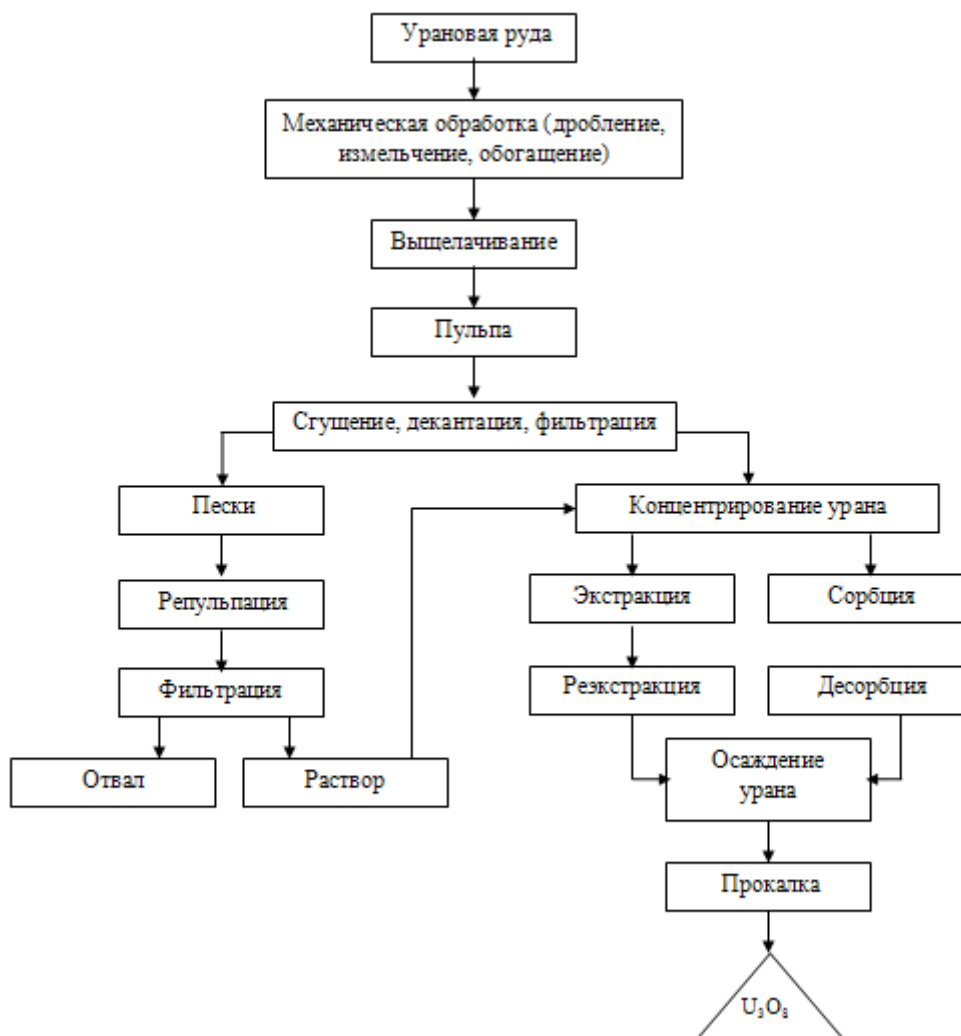 Урановая руда
Механическая обработка (дробление,
измельчение, обогащение)
Выщелачивание
Пульпа
Сгущение, декантация, фильтрация
Пески
Концентрирование урана
Репульпация
Экстракция
Сорбция
Фильтрация
Реэкстракция
Десорбция
Отвал
Раствор
Осаждение
урана
Прокалка
U₃O₈